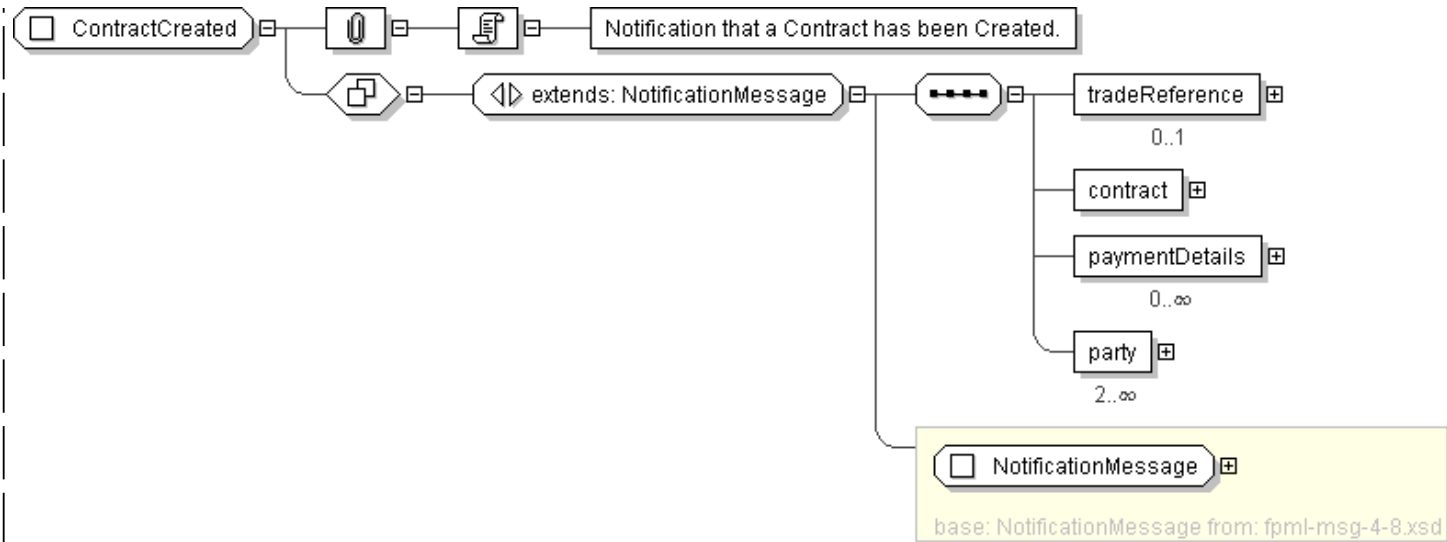 ContractCreated
Notification that a Contract has been Created.
extends: NotificationMessage
tradeReference
0..1
contract
paymentDetails
0..∞
party
2..∞
NotificationMessage
base: NotificationMessage from: fpml-msg-4-8.xsd